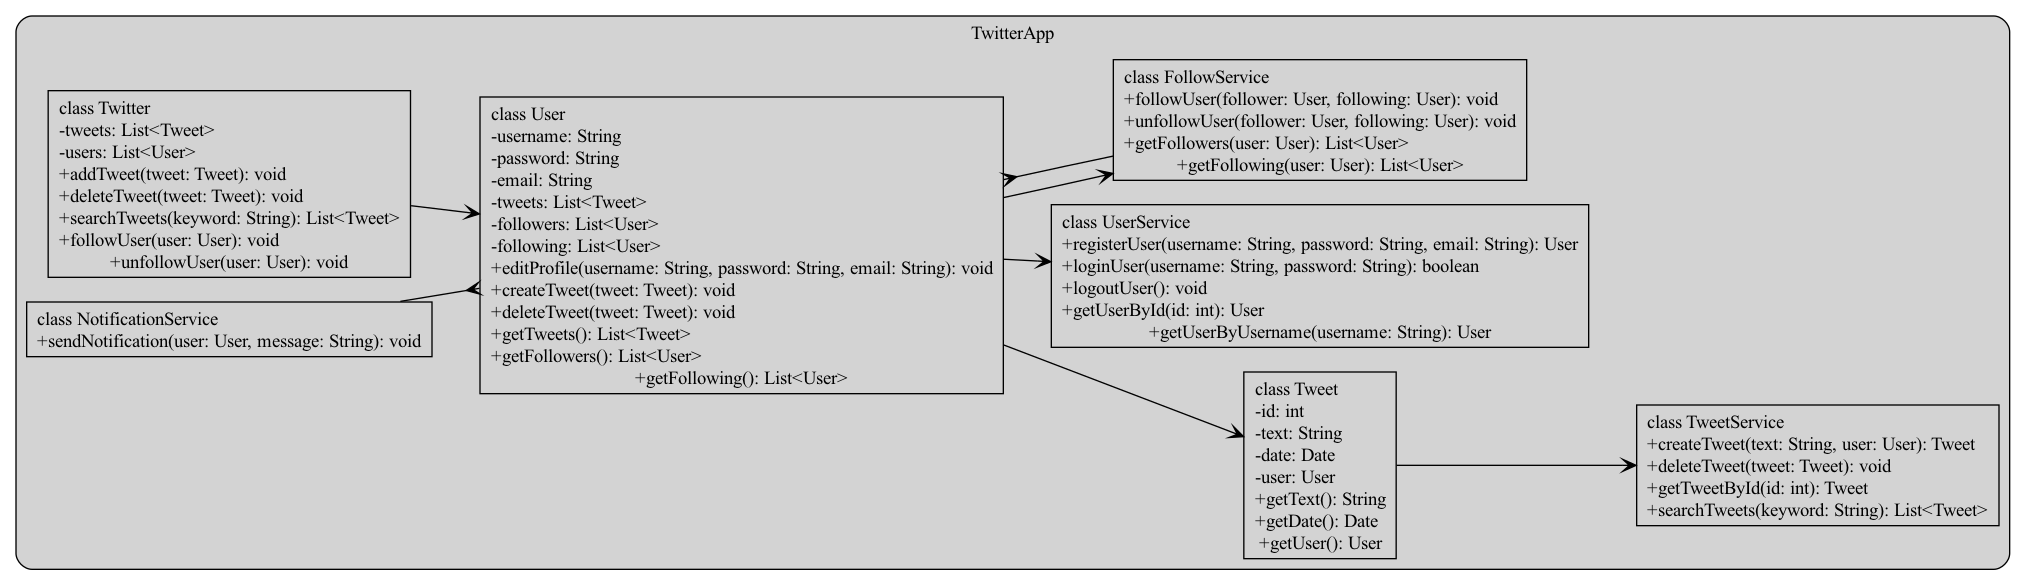 TwitterApp
class Twitter
-tweets: List<Tweet>
-users: List<User>
+addTweet(tweet: Tweet): void
+deleteTweet(tweet: Tweet): void
+searchTweets(keyword: String): List<Tweet>
+followUser(user: User): void
+unfollowUser(user: User): void
class NotificationService
+sendNotification(user: User, message: String): void
class User
-username: String
-password: String
-email: String
-tweets: List<Tweet>
-followers: List<User>
-following: List<User>
+editProfile(username: String, password: String, email: String): void
+createTweet(tweet: Tweet): void
+deleteTweet(tweet: Tweet): void
+getTweets(): List<Tweet>
+getFollowers(): List<User>
+getFollowing(): List<User>
class FollowService
+followUser(follower: User, following: User): void
+unfollowUser(follower: User, following: User): void
+getFollowers(user: User): List<User>
+getFollowing(user: User): List<User>
class UserService
+registerUser(username: String, password: String, email: String): User
+loginUser(username: String, password: String): boolean
+logoutUser(): void
+getUserById(id: int): User
+getUserByUsername(username: String): User
class Tweet
-id: int
-text: String
-date: Date
-user: User
+getText(): String
+getDate(): Date
+getUser(): User
class TweetService
+createTweet(text: String, user: User): Tweet
+deleteTweet(tweet: Tweet): void
+getTweetById(id: int): Tweet
+searchTweets(keyword: String): List<Tweet>